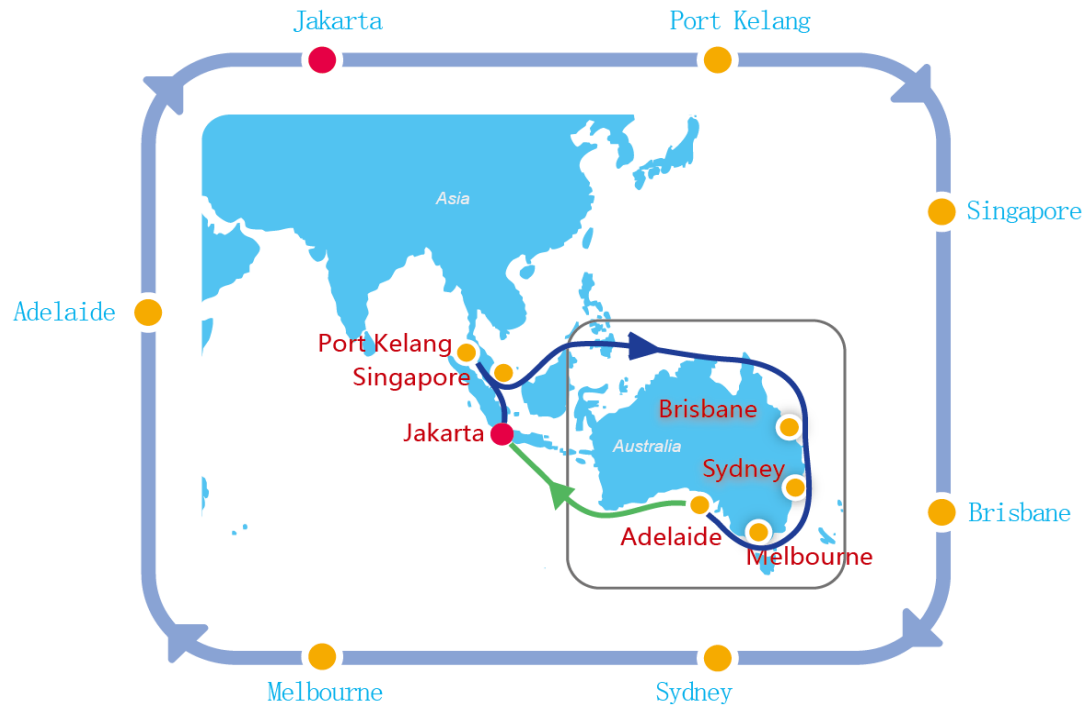 Jakarta
Port Kelang
Singapore
Adelaide
Brisbane
Melbourne
Sydney
Asia
Port Kelang
Singapore
Jakarta
Brisbane
Australia
Sydney
Adelaide
Melbourne